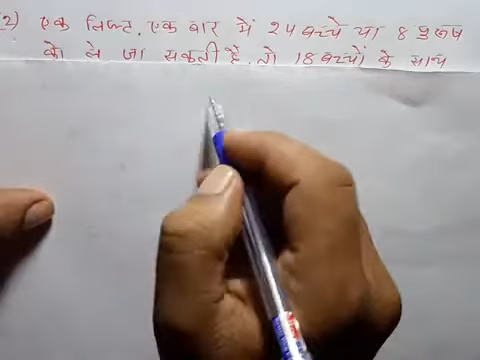 2) एक लिफ्ट, एक बार में 24 बच्चे या 8 पुरुष
को ले जा सकती है, तो 18 बच्चों के साथ